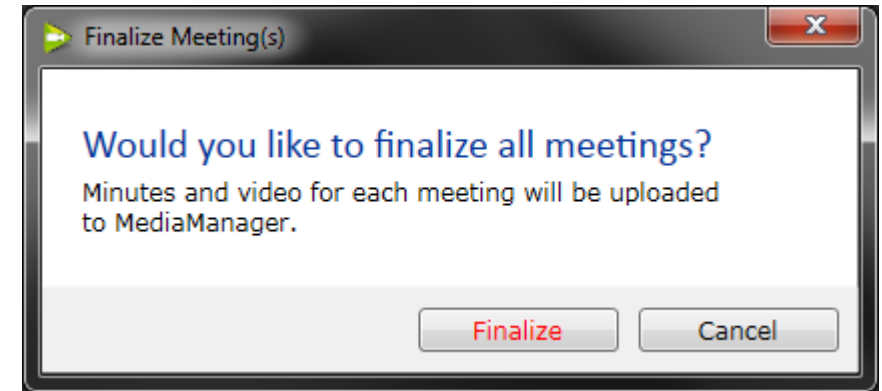 Finalize Meeting(s)
Would you like to finalize all meetings?
Minutes and video for each meeting will be uploaded
to MediaManager.
Finalize Cancel